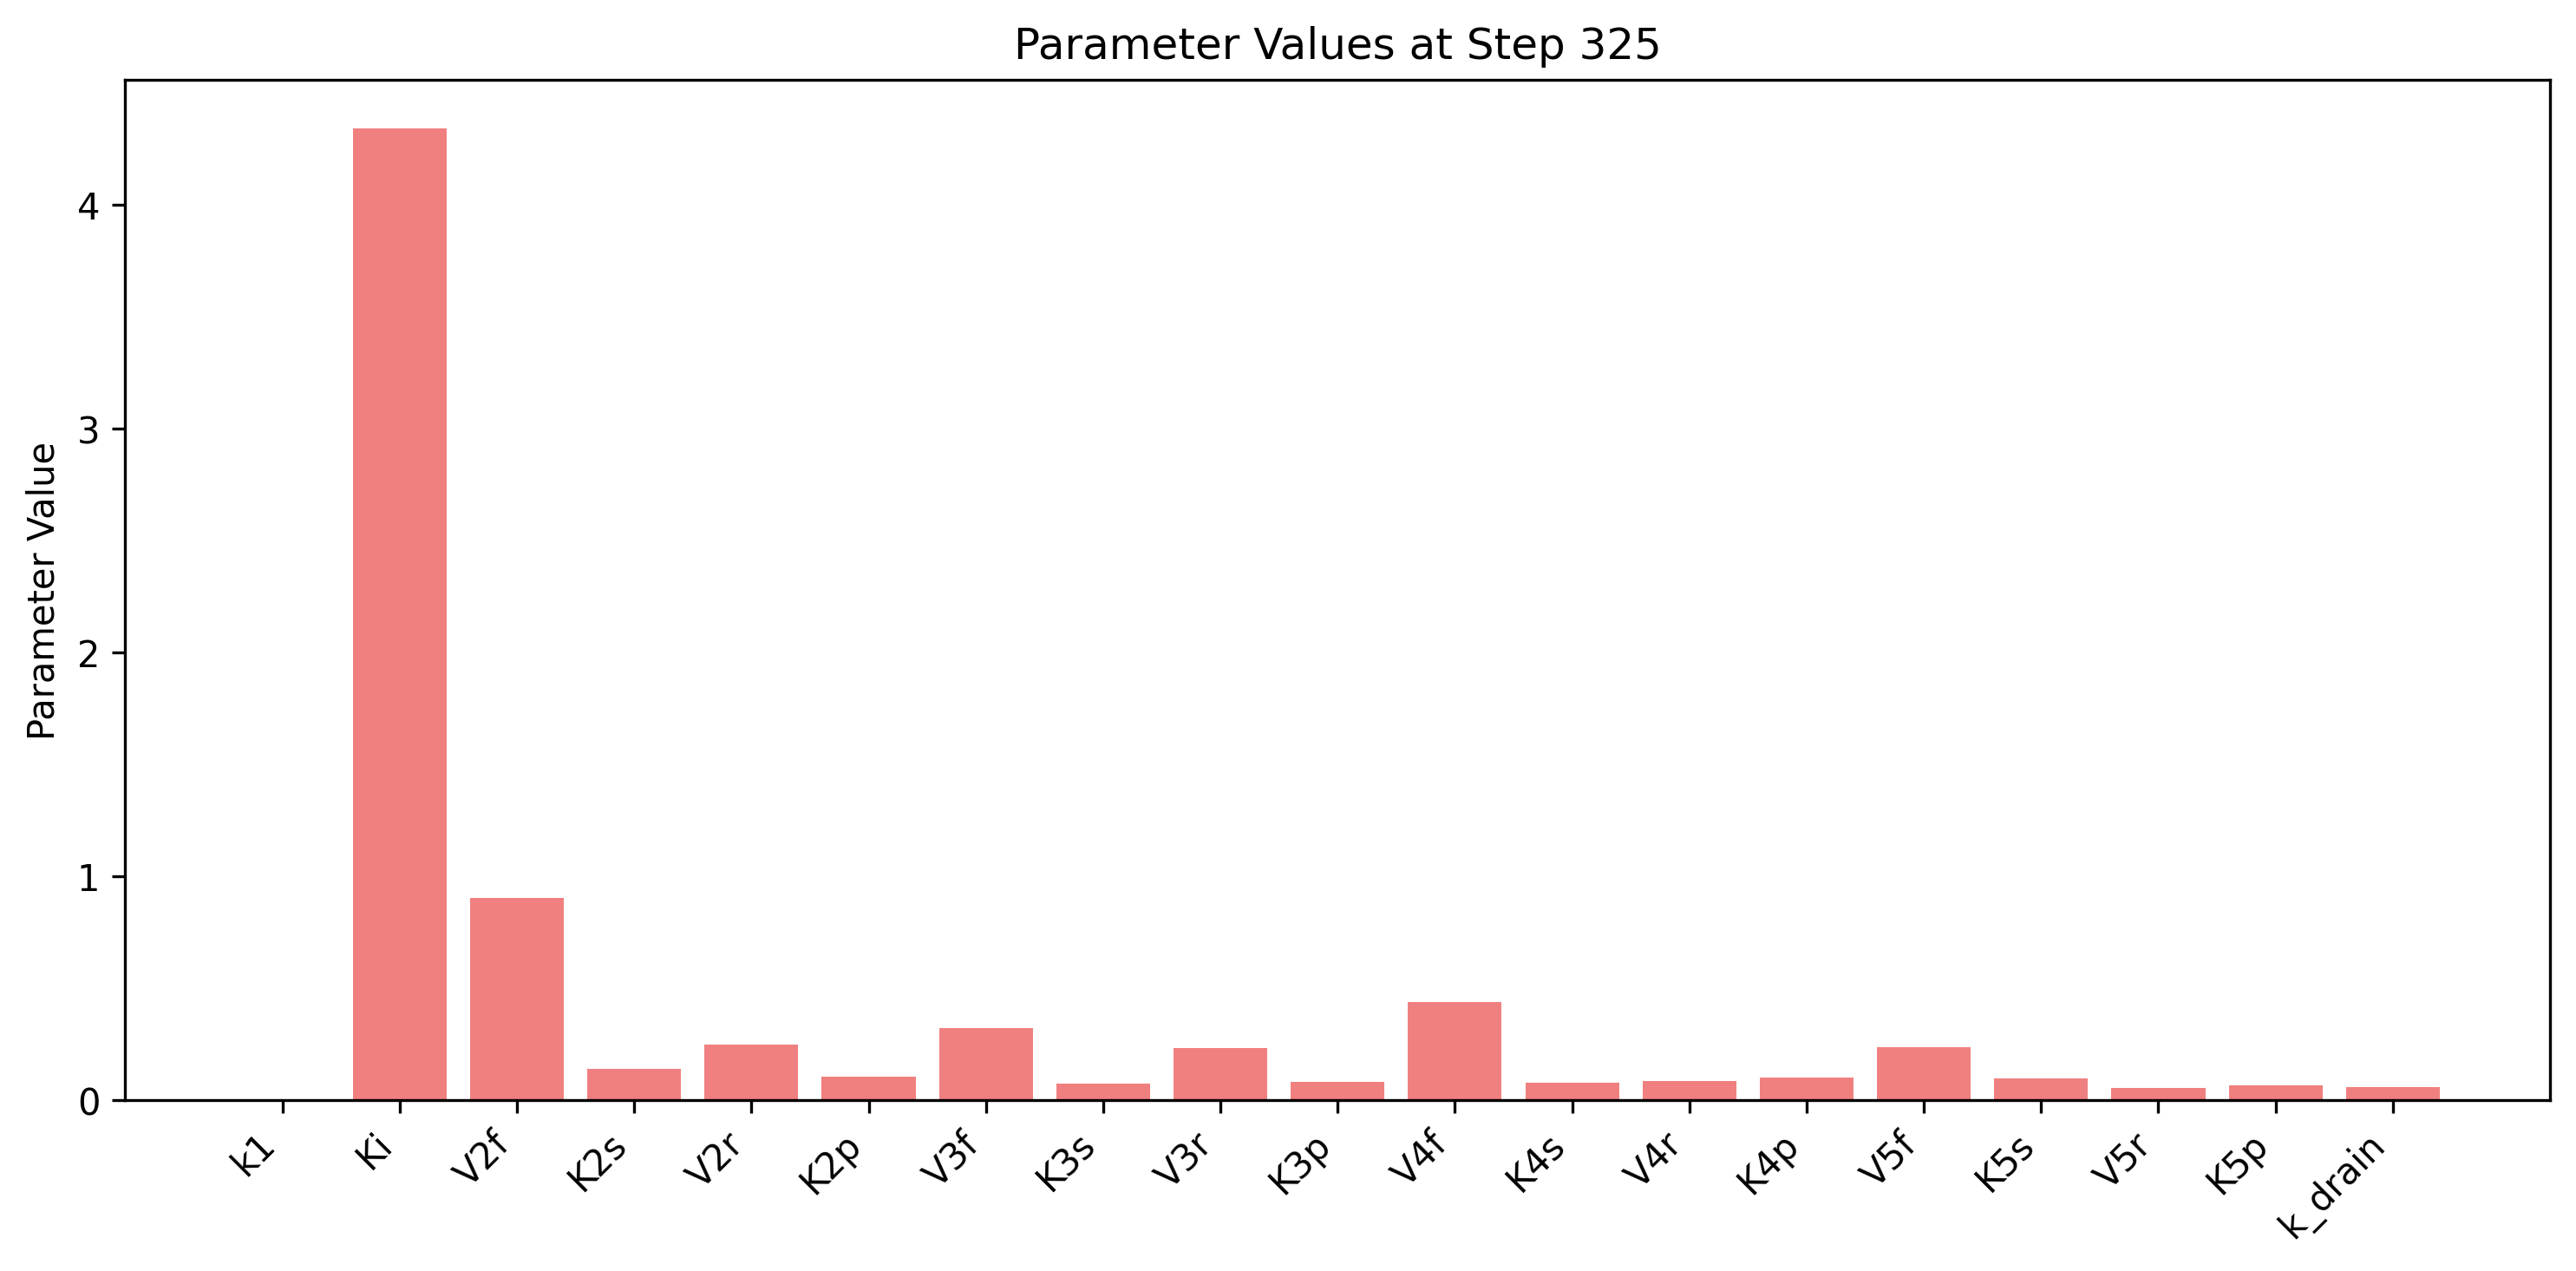 Parameter Values at Step 325
Parameter Value
4
3
2
1
0
k1
Ki
V2f
K2s
V2r
K2p
V3f
K3s
V3r
K3p
V4f
K4s
V4r
K4p
V5f
K5s
V5r
K5p
k_drain